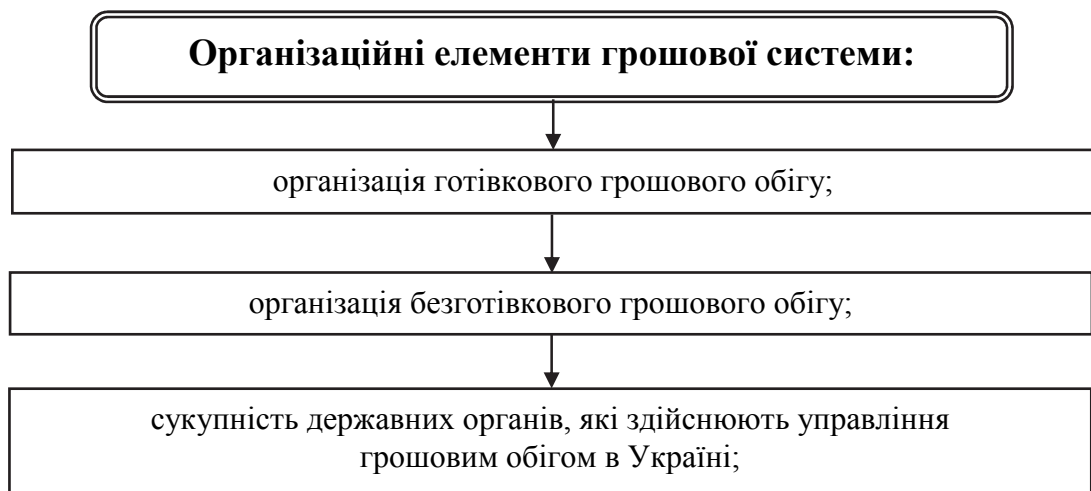 Організаційні елементи грошової системи:
організація готівкового грошового обігу;
організація безготівкового грошового обігу;
сукупність державних органів, які здійснюють управління
грошовим обігом в Україні;